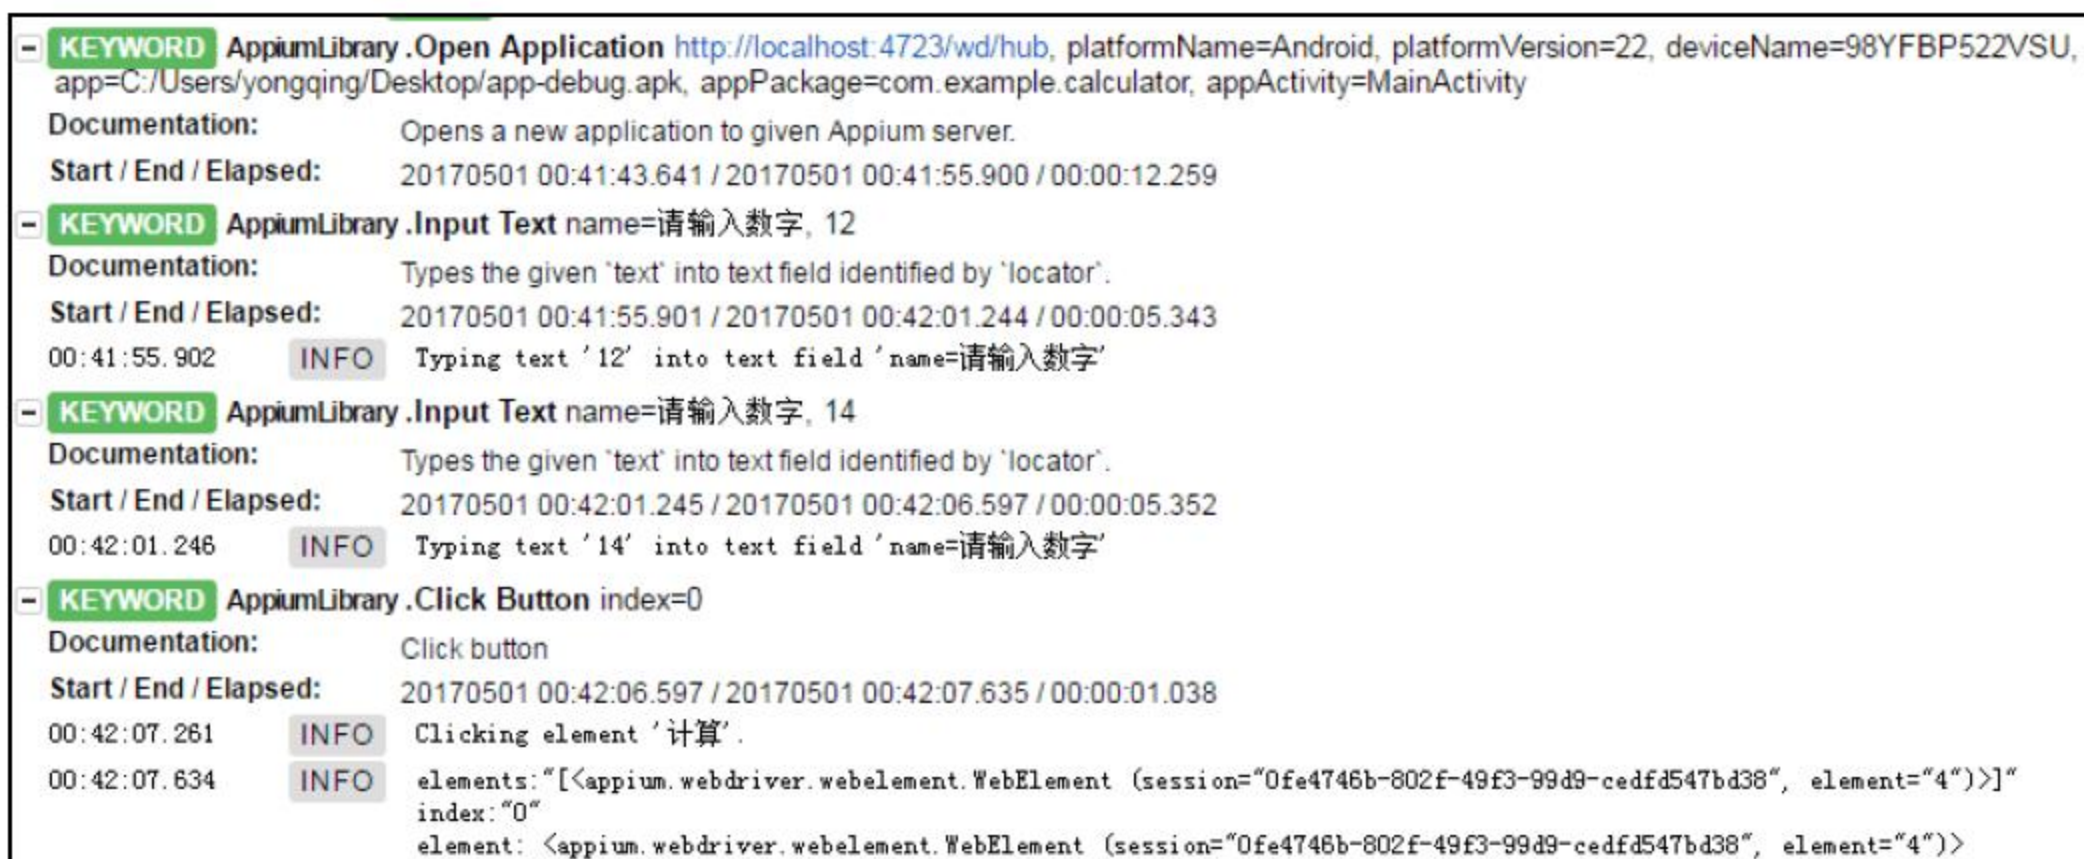 KEYWORD AppiumLibrary .Open Application http://localhost:4723/wd/hub, platformName=Android, platformVersion=22, deviceName=98YFBP522VSU,
app=C:/Users/yongqing/Desktop/app-debug.apk, appPackage=com.example.calculator, appActivity=MainActivity
Documentation: Opens a new application to given Appium server.
Start / End / Elapsed: 20170501 00:41:43.641 / 20170501 00:41:55.900 / 00:00:12.259
KEYWORD AppiumLibrary .Input Text name=请输入数字, 12
Documentation: Types the given `text` into text field identified by `locator`.
Start / End / Elapsed: 20170501 00:41:55.901 / 20170501 00:42:01.244 / 00:00:05.343
00:41:55.902 INFO Typing text '12' into text field 'name=请输入数字'
KEYWORD AppiumLibrary .Input Text name=请输入数字, 14
Documentation: Types the given `text` into text field identified by `locator`.
Start / End / Elapsed: 20170501 00:42:01.245 / 20170501 00:42:06.597 / 00:00:05.352
00:42:01.246 INFO Typing text '14' into text field 'name=请输入数字'
KEYWORD AppiumLibrary .Click Button index=0
Documentation: Click button
Start / End / Elapsed: 20170501 00:42:06.597 / 20170501 00:42:07.635 / 00:00:01.038
00:42:07.261 INFO Clicking element '计算'.
00:42:07.634 INFO elements:"[<appium.webdriver.webelement.WebElement (session="0fe4746b-802f-49f3-99d9-cedfd547bd38", element="4")>]"
index:"0"
element: <appium.webdriver.webelement.WebElement (session="0fe4746b-802f-49f3-99d9-cedfd547bd38", element="4")>